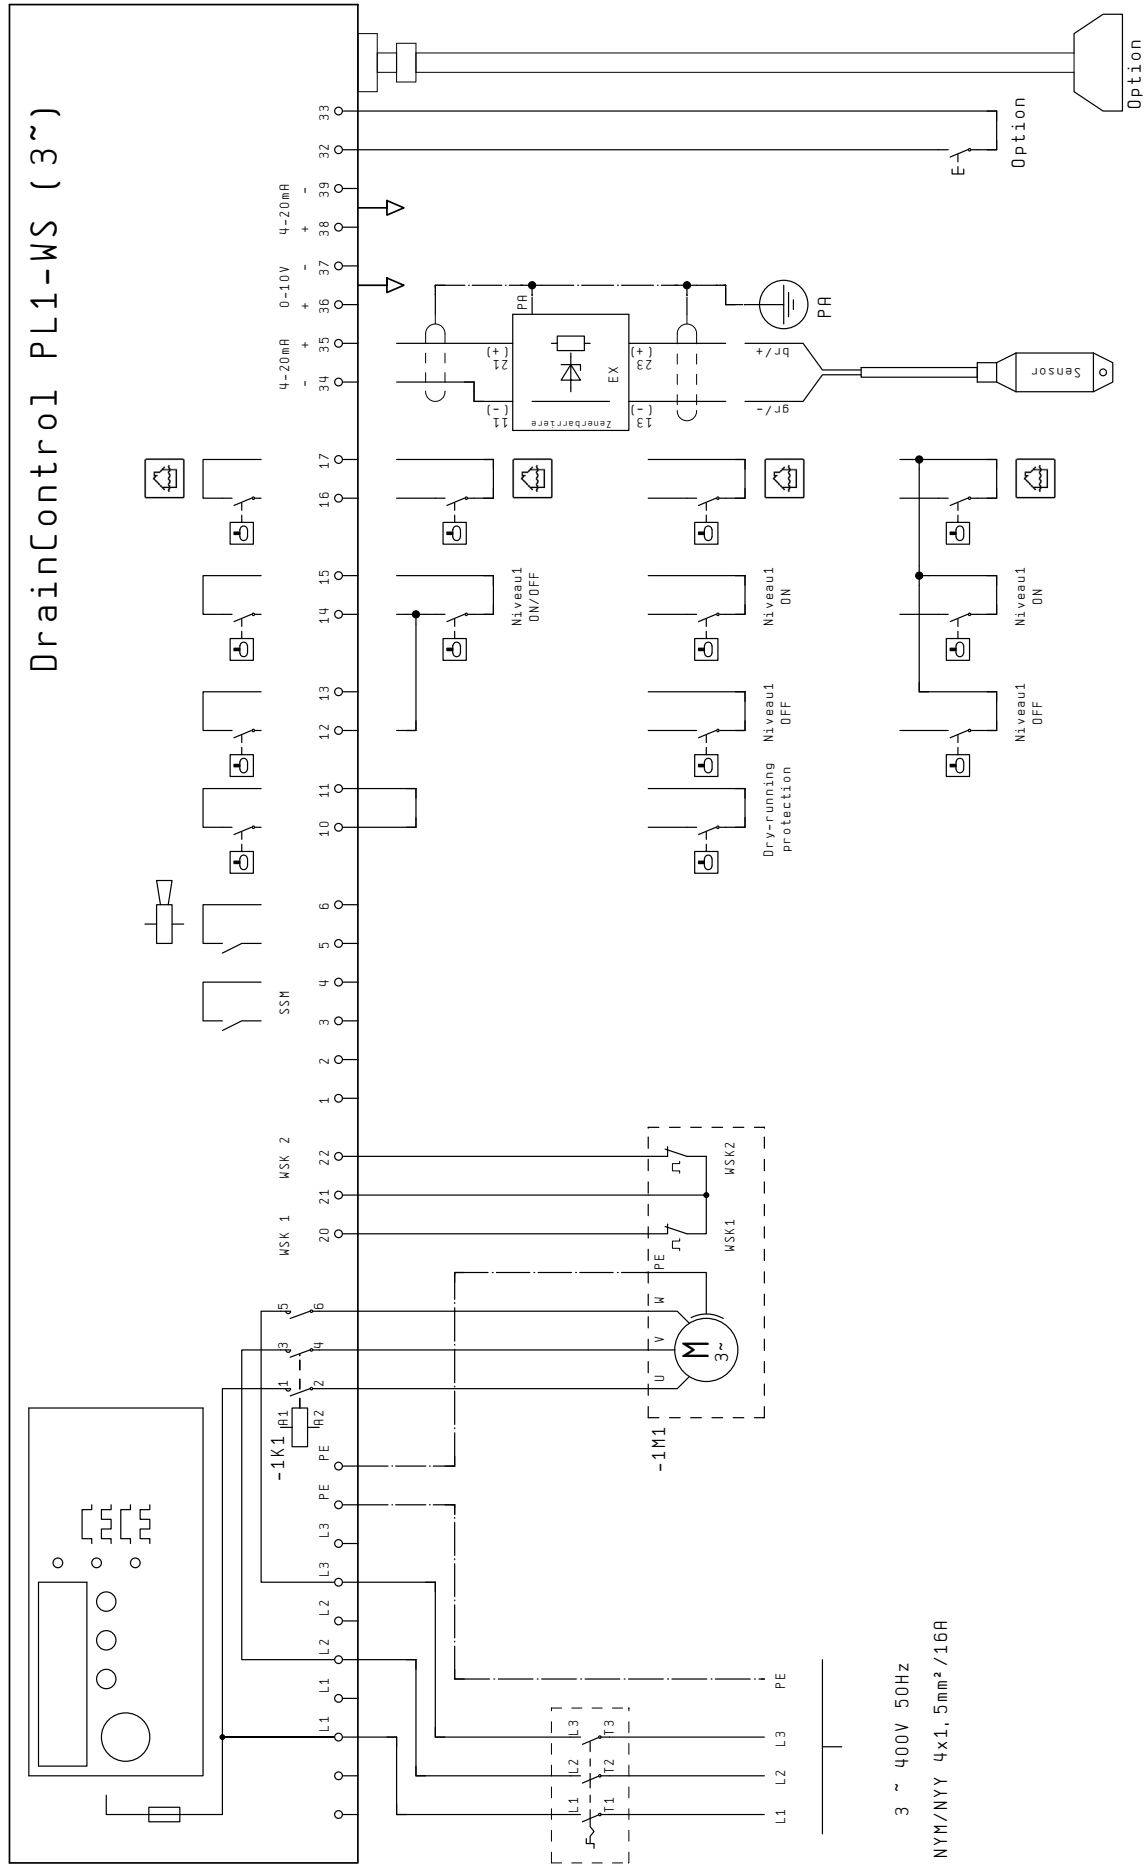 DrainControl PL1-WS (3~)
L1
L1
L2
L2
L3
L3
PE
PE
-1K1
A1
A2
1
2
3
4
5
6
WSK 1
WSK 2
20
21
22
1
2
3
4
SSM
5
6
10
11
12
13
14
15
16
17
34
35
- 4-20mA +
36
37
+ 0-10V -
38
39
+ 4-20mA -
32
33
Niveau1
ON/OFF
Dry-running
protection
Niveau1
OFF
Niveau1
ON
Niveau1
OFF
Niveau1
ON
11
(-)
21
(+)
PA
Zenerbarriere
EX
13
(-)
23
(+)
PA
gr/-
br/+
Sensor
E
Option
Option
-1M1
U
V
W
PE
M
3~
WSK1
WSK2
L1
L2
L3
T1
T2
T3
L1
L2
L3
PE
3 ~ 400V 50Hz
NYM/NYY 4x1,5mm²/16A